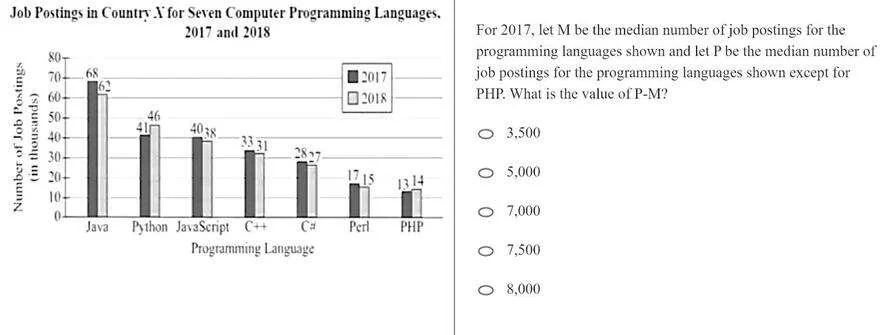 Job Postings in Country X for Seven Computer Programming Languages,
2017 and 2018
Number of Job Postings
(in thousands)
80
70
60
50
40
30
20
10
0
68 62
41 46
40 38
33 31
28 27
17 15
13 14
2017
2018
Java Python JavaScript C++ C# Perl PHP
Programming Language
For 2017, let M be the median number of job postings for the
programming languages shown and let P be the median number of
job postings for the programming languages shown except for
PHP. What is the value of P-M?
3,500
5,000
7,000
7,500
8,000